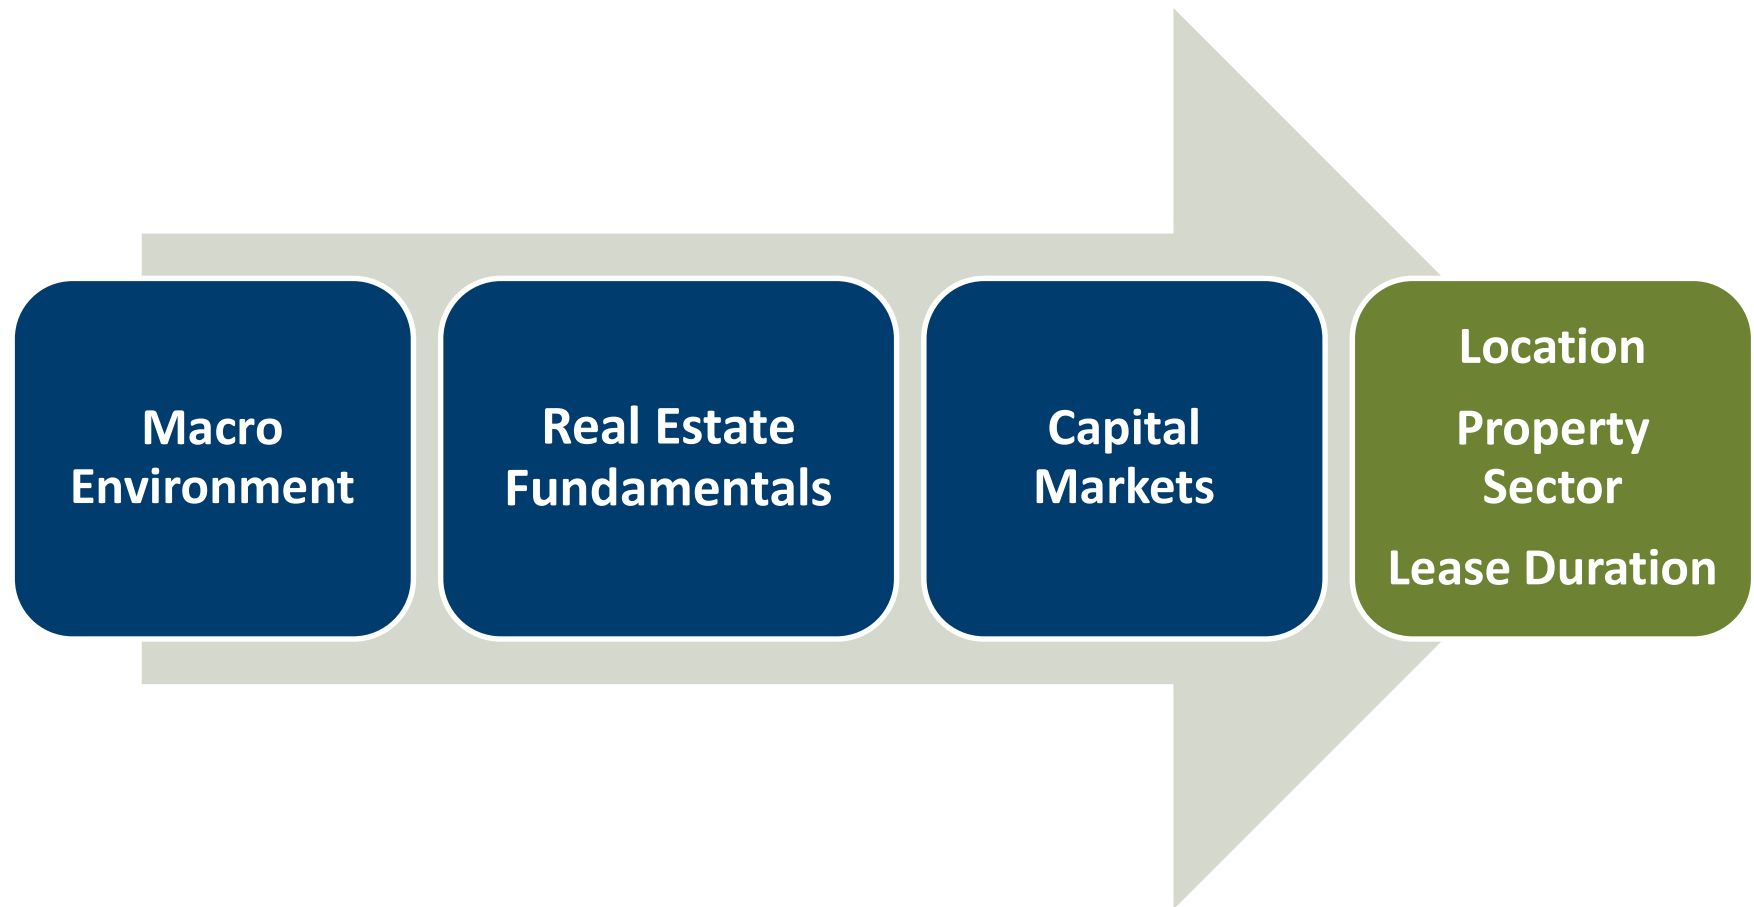 Macro
Environment
Real Estate
Fundamentals
Capital
Markets
Location
Property
Sector
Lease Duration